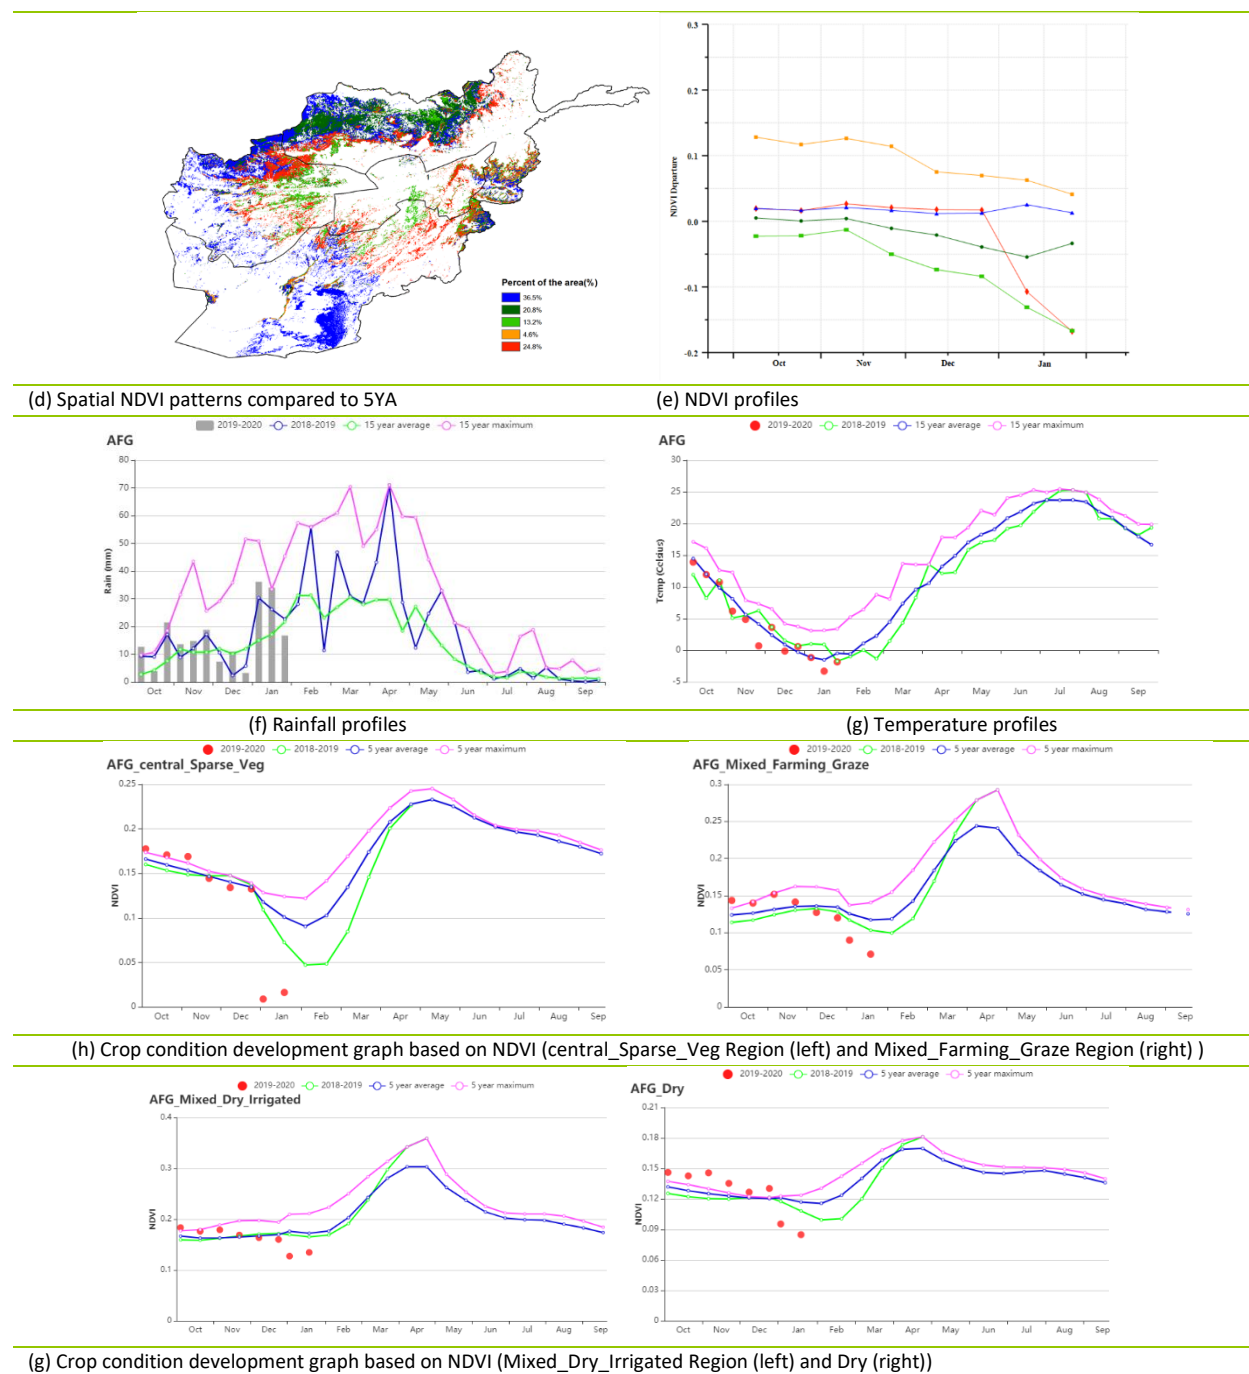 Percent of the area(%)
36.5%
20.8%
13.2%
4.6%
24.8%
0.3
0.2
0.1
0.0
-0.1
-0.2
NDVI Departure
Oct Nov Dec Jan
(d) Spatial NDVI patterns compared to 5YA (e) NDVI profiles
2019-2020 2018-2019 15 year average 15 year maximum
AFG
80
70
60
50
40
30
20
10
0
Rain (mm)
Oct Nov Dec Jan Feb Mar Apr May Jun Jul Aug Sep
2019-2020 2018-2019 15 year average 15 year maximum
AFG
30
25
20
15
10
5
0
-5
Temp (Celsius)
Oct Nov Dec Jan Feb Mar Apr May Jun Jul Aug Sep
(f) Rainfall profiles (g) Temperature profiles
2019-2020 2018-2019 5 year average 5 year maximum
AFG_central_Sparse_Veg
0.25
0.2
0.15
0.1
0.05
0
NDVI
Oct Nov Dec Jan Feb Mar Apr May Jun Jul Aug Sep
2019-2020 2018-2019 5 year average 5 year maximum
AFG_Mixed_Farming_Graze
0.3
0.25
0.2
0.15
0.1
0.05
0
NDVI
Oct Nov Dec Jan Feb Mar Apr May Jun Jul Aug Sep
(h) Crop condition development graph based on NDVI (central_Sparse_Veg Region (left) and Mixed_Farming_Graze Region (right) )
2019-2020 2018-2019 5 year average 5 year maximum
AFG_Mixed_Dry_Irrigated
0.4
0.3
0.2
0.1
0
NDVI
Oct Nov Dec Jan Feb Mar Apr May Jun Jul Aug Sep
2019-2020 2018-2019 5 year average 5 year maximum
AFG_Dry
0.21
0.18
0.15
0.12
0.09
0.06
0.03
0
NDVI
Oct Nov Dec Jan Feb Mar Apr May Jun Jul Aug Sep
(g) Crop condition development graph based on NDVI (Mixed_Dry_Irrigated Region (left) and Dry (right))